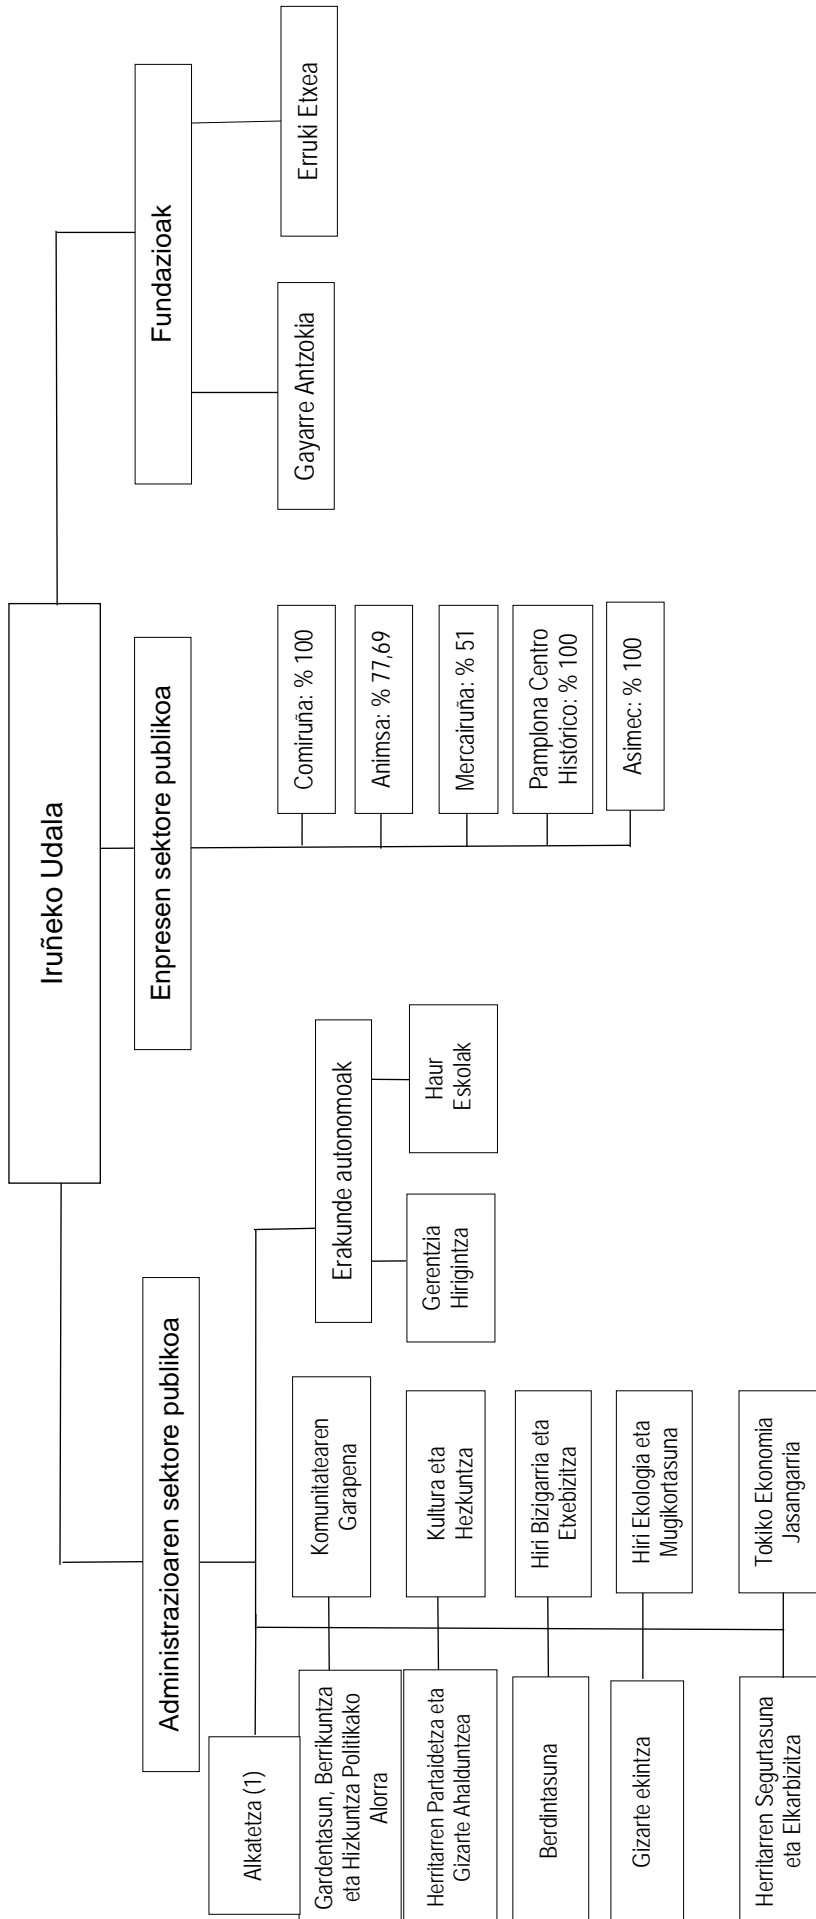 Iruñeko Udala
Administrazioaren sektore publikoa
Enpresen sektore publikoa
Fundazioak
Alkatetza (1)
Gardentasun, Berrikuntza
eta Hizkuntza Politikako
Alorra
Herritarren Partaidetza eta
Gizarte Ahalduntzea
Berdintasuna
Gizarte ekintza
Herritarren Segurtasuna
eta Elkarbizitza
Komunitatearen
Garapena
Kultura eta
Hezkuntza
Hiri Bizigarria eta
Etxebizitza
Hiri Ekologia eta
Mugikortasuna
Tokiko Ekonomia
Jasangarria
Erakunde autonomoak
Gerentzia
Hirigintza
Haur
Eskolak
Comiruña: % 100
Animsa: % 77,69
Mercairuña: % 51
Pamplona Centro
Histórico: % 100
Asimec: % 100
Gayarre Antzokia
Erruki Etxea